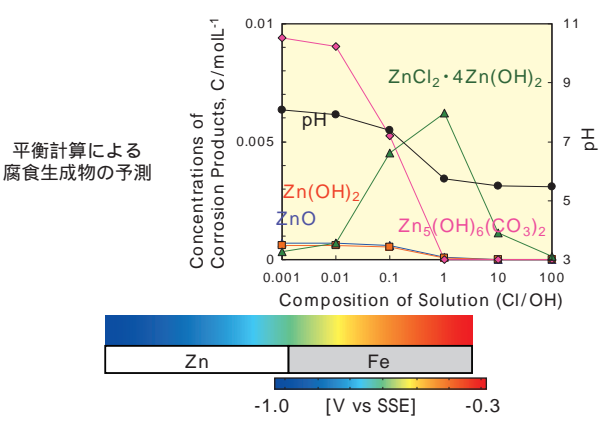 平衡計算による
腐食生成物の予測
Concentrations of
Corrosion Products, C/molL-1
0.01
0.005
0
11
9
7
5
3
pH
ZnCl2・4Zn(OH)2
pH
Zn(OH)2
ZnO
Zn5(OH)6(CO3)2
0.001 0.01 0.1 1 10 100
Composition of Solution (Cl/OH)
Zn Fe
-1.0 [V vs SSE] -0.3